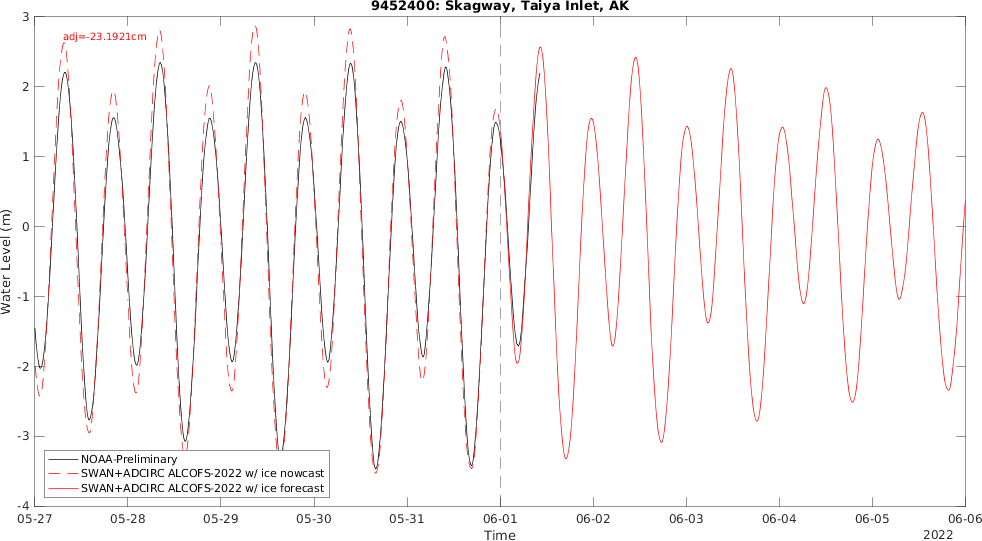 9452400: Skagway, Taiya Inlet, AK
adj=-23.1921cm
3
2
1
0
-1
-2
-3
-4
Water Level (m)
NOAA-Preliminary
SWAN+ADCIRC ALCOFS-2022 w/ ice nowcast
SWAN+ADCIRC ALCOFS-2022 w/ ice forecast
05-27 05-28 05-29 05-30 05-31 06-01 06-02 06-03 06-04 06-05 06-06
Time
2022